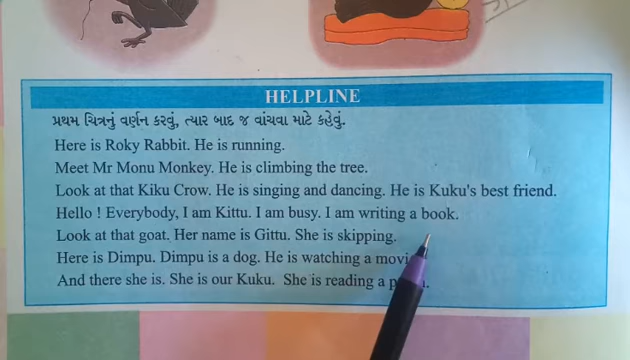 HELPLINE
પ્રથમ ચિત્રનું વર્ણન કરવું, ત્યાર બાદ જ વાંચવા માટે કહેવું.
Here is Roky Rabbit. He is running.
Meet Mr Monu Monkey. He is climbing the tree.
Look at that Kiku Crow. He is singing and dancing. He is Kuku's best friend.
Hello ! Everybody, I am Kittu. I am busy. I am writing a book.
Look at that goat. Her name is Gittu. She is skipping.
Here is Dimpu. Dimpu is a dog. He is watching a
And there she is. She is our Kuku. She is reading a